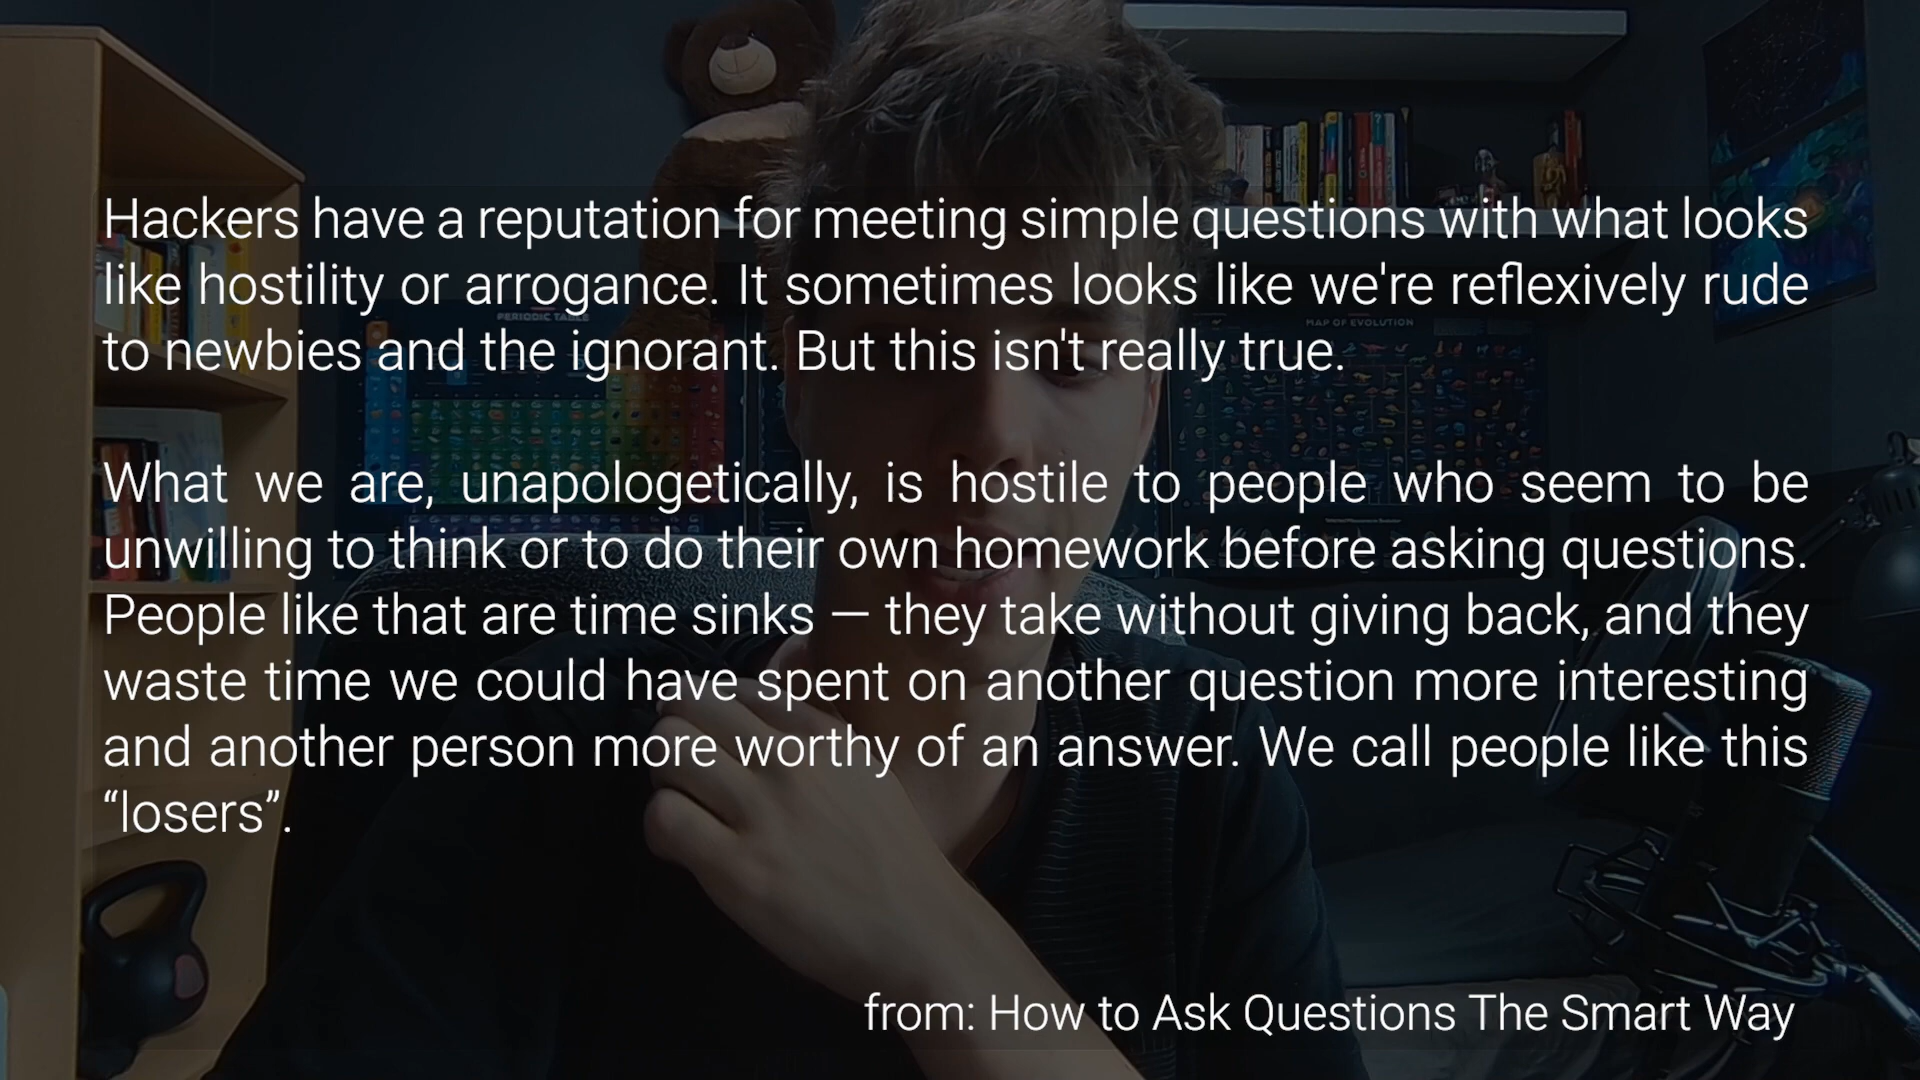 Hackers have a reputation for meeting simple questions with what looks
like hostility or arrogance. It sometimes looks like we're reflexively rude
to newbies and the ignorant. But this isn't really true.
What we are, unapologetically, is hostile to people who seem to be
unwilling to think or to do their own homework before asking questions.
People like that are time sinks — they take without giving back, and they
waste time we could have spent on another question more interesting
and another person more worthy of an answer. We call people like this
“losers”.
from: How to Ask Questions The Smart Way
PERIODIC TABLE
MAP OF EVOLUTION